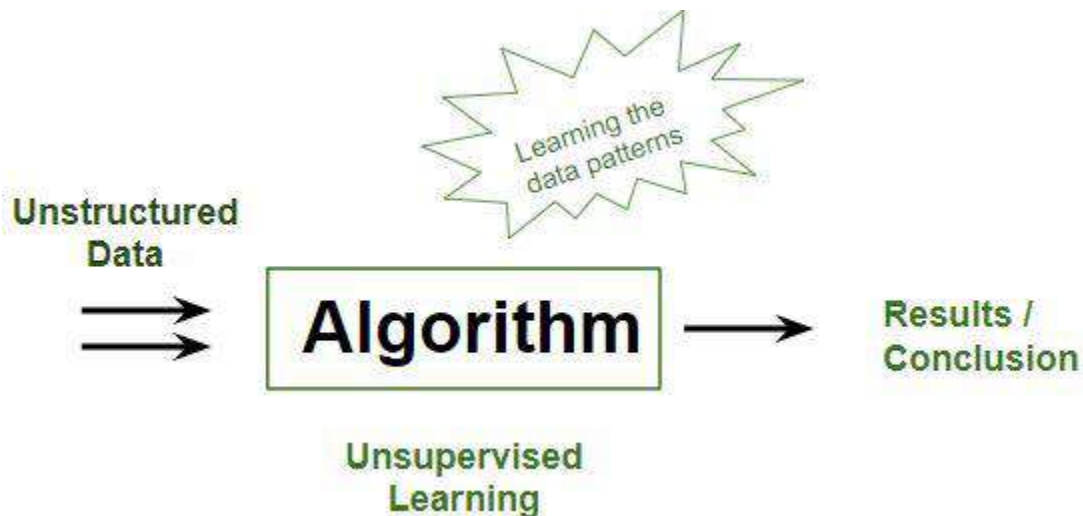 Learning the
data patterns
Unstructured
Data
Algorithm
Results /
Conclusion
Unsupervised
Learning